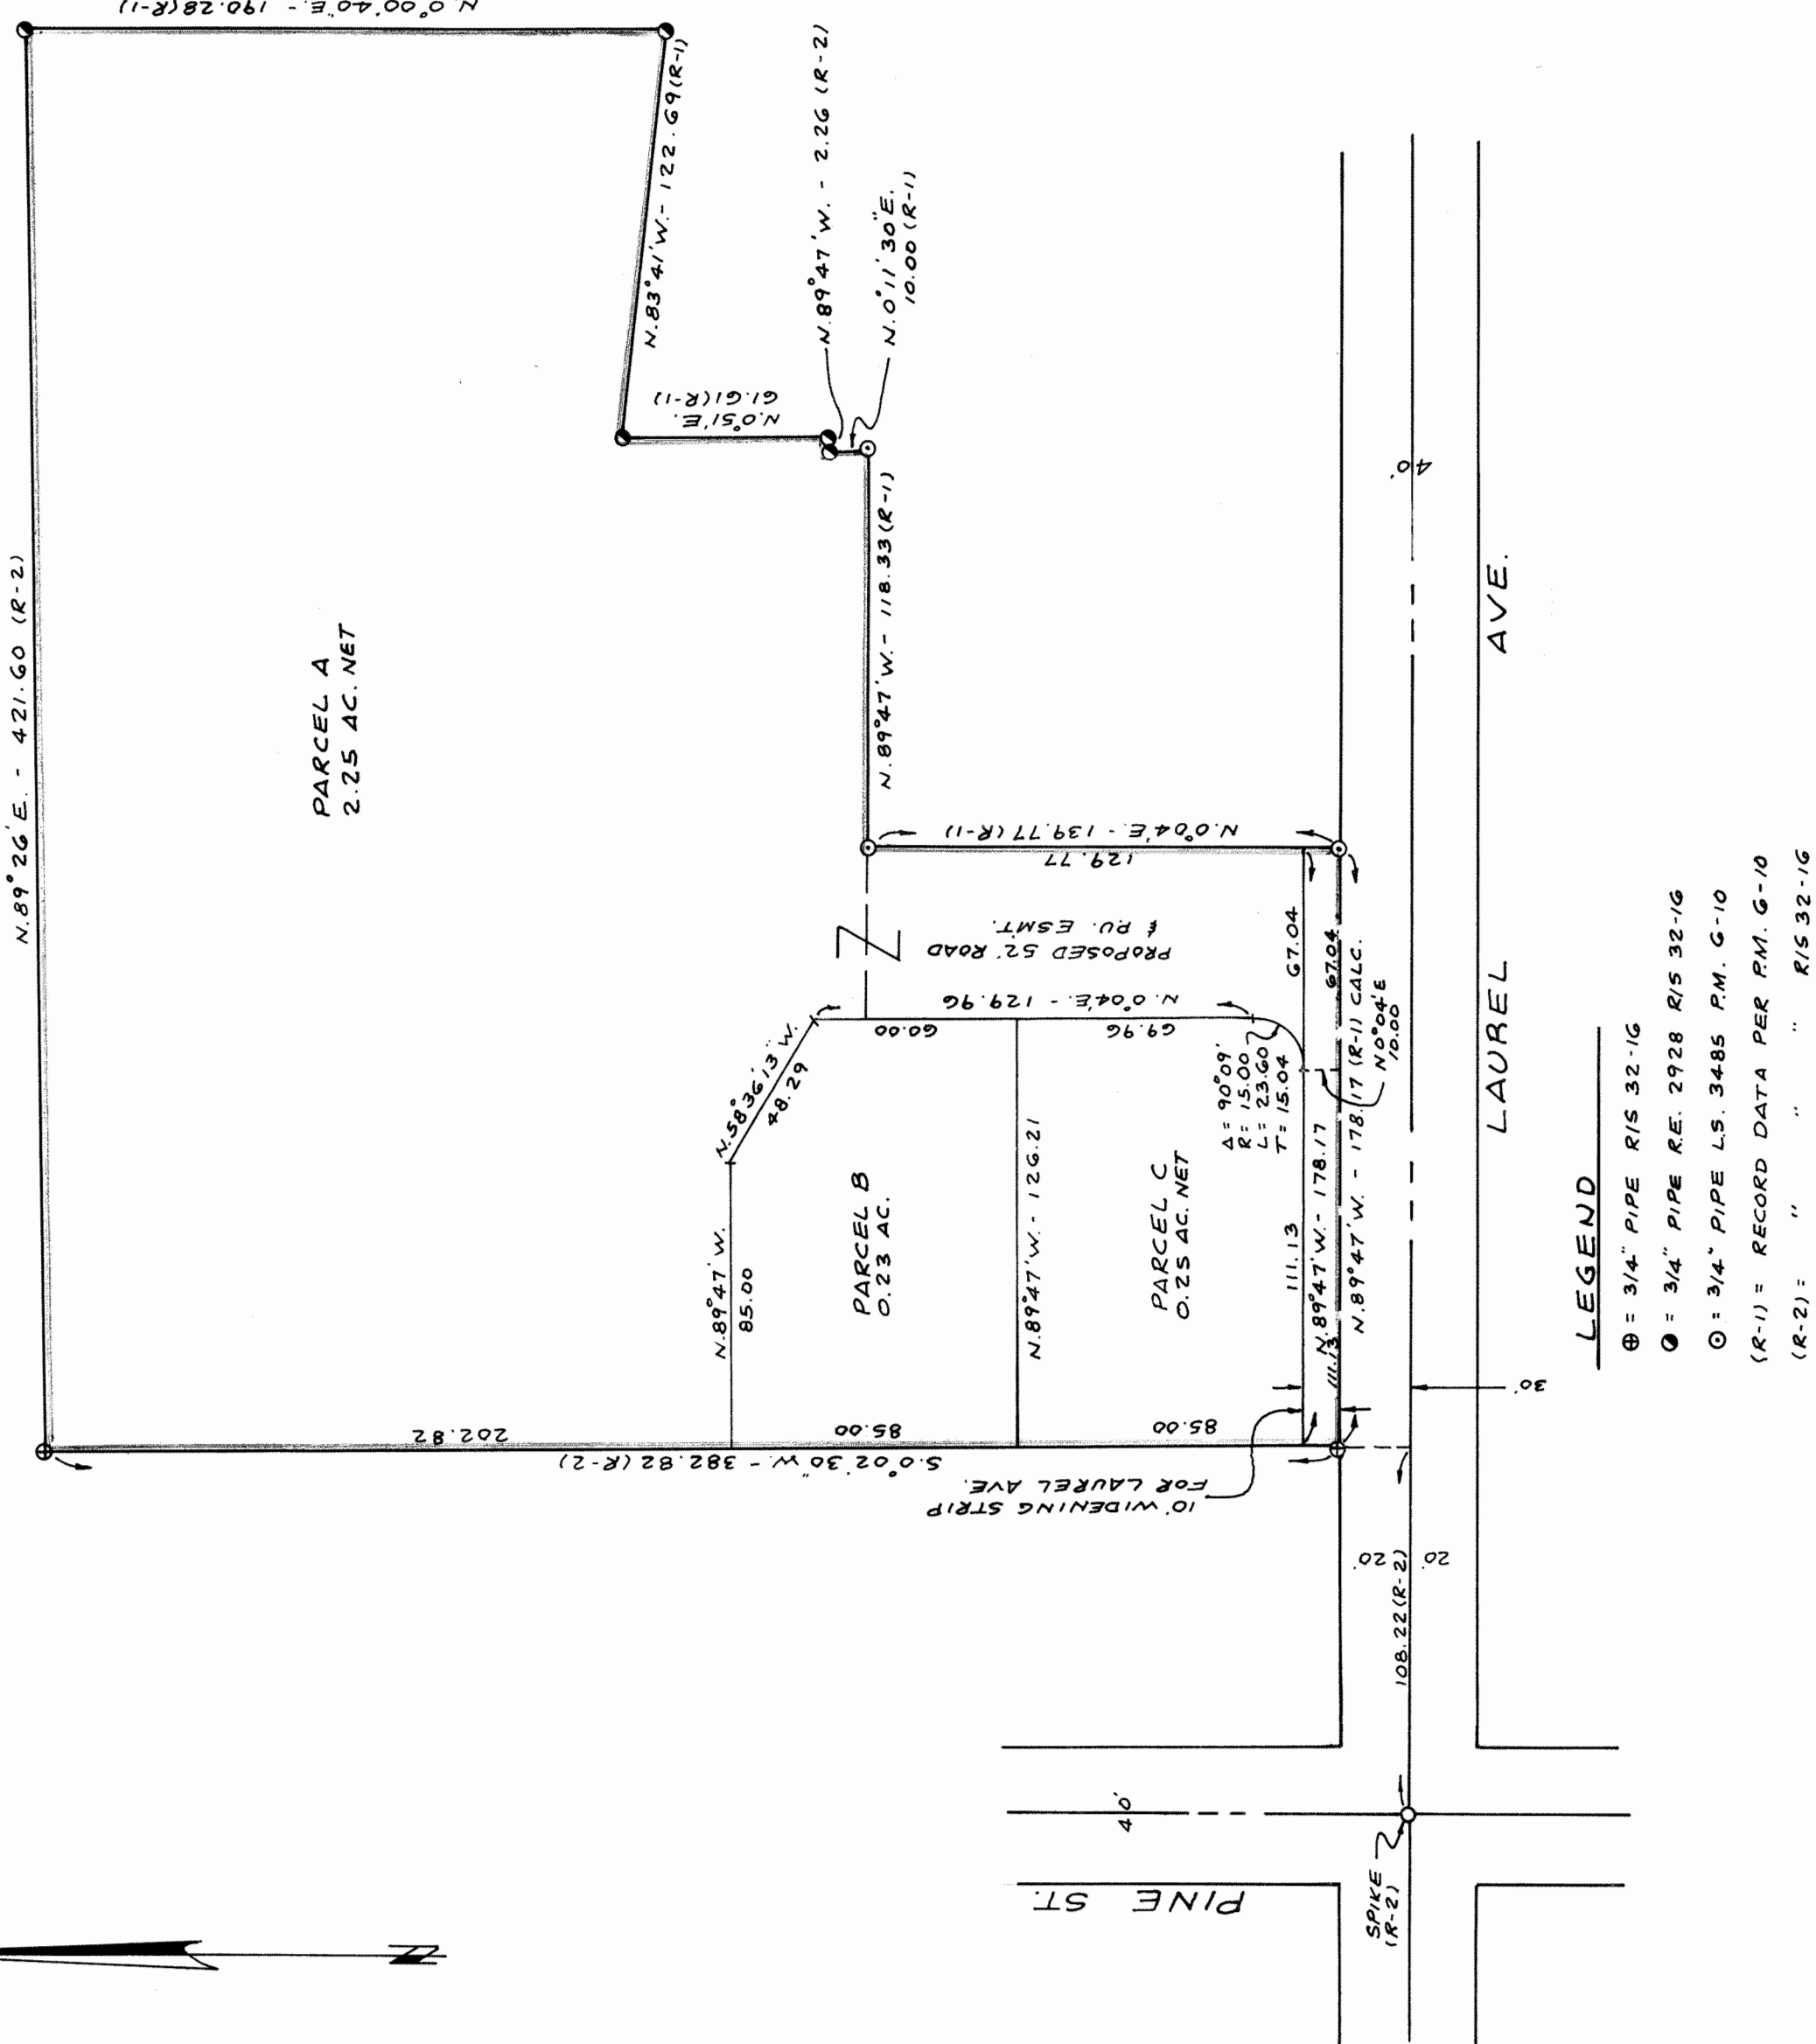 N.89°26'E. - 421.60 (R-2)
N.0°00'40"E. - 190.28(R-1)
N.83°41'W. - 122.69(R-1)
N.0°51'E.
61.61(R-1)
N.89°47'W. - 2.26 (R-2)
N.0°11'30"E.
10.00 (R-1)
N.89°47'W. - 118.33 (R-1)
PARCEL A
2.25 AC. NET
N.0°04'E. - 139.77 (R-1)
129.77
PROPOSED 52' ROAD
& P.U. ESMT.
N.0°04'E. - 129.96
60.00
69.96
N.58°36'13"W.
48.29
N.89°47'W.
85.00
PARCEL B
0.23 AC.
N.89°47'W. - 126.21
PARCEL C
0.25 AC. NET
Δ = 90°09'
R = 15.00
L = 23.60
T = 15.04
67.04
67.04
111.13
N.89°47'W. - 178.17
111.13
N.89°47'W. - 178.17 (R-1) CALC.
N0°04'E
10.00
202.82
85.00
85.00
S.0°02'30"W. - 382.82 (R-2)
10' WIDENING STRIP
FOR LAUREL AVE.
30'
40'
LAUREL AVE.
20'
20'
108.22 (R-2)
40'
PINE ST.
SPIKE
(R-2)
N
LEGEND
⊕ = 3/4" PIPE R/S 32-16
= 3/4" PIPE R.E. 2928 R/S 32-16
⊙ = 3/4" PIPE L.S. 3485 P.M. 6-10
(R-1) = RECORD DATA PER P.M. 6-10
(R-2) = " " " " R/S 32-16